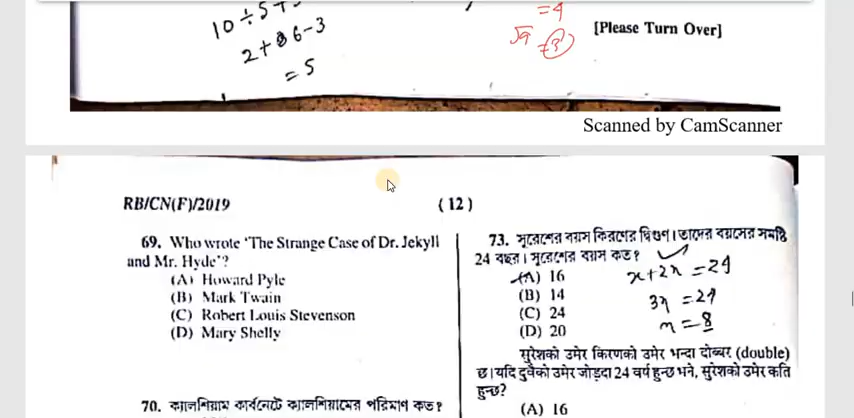 10÷5+
2+86-3
=5
=4
[Please Turn Over]
Scanned by CamScanner
RB/CN(F)/2019
(12)
69. Who wrote 'The Strange Case of Dr. Jekyll
and Mr. Hyde'?
(A) Howard Pyle
(B) Mark Twain
(C) Robert Louis Stevenson
(D) Mary Shelly
70. ক্যালশিয়াম কার্বনেটে ক্যালশিয়ামের পরিমাণ কত?
73. সুরেশের বয়স কিরণের দ্বিগুণ। তাদের বয়সের সমষ্টি
24 বছর। সুরেশের বয়স কত?
(A) 16
(B) 14
(C) 24
(D) 20
x+2x=24
3x=24
x=8
सुरेशको उमेर किरणको उमेर भन्दा दोब्बर (double)
छ। यदि दुवैको उमेर जोड़दा 24 वर्ष हुन्छ भने, सुरेशको उमेर कति
हुन्छ?
(A) 16